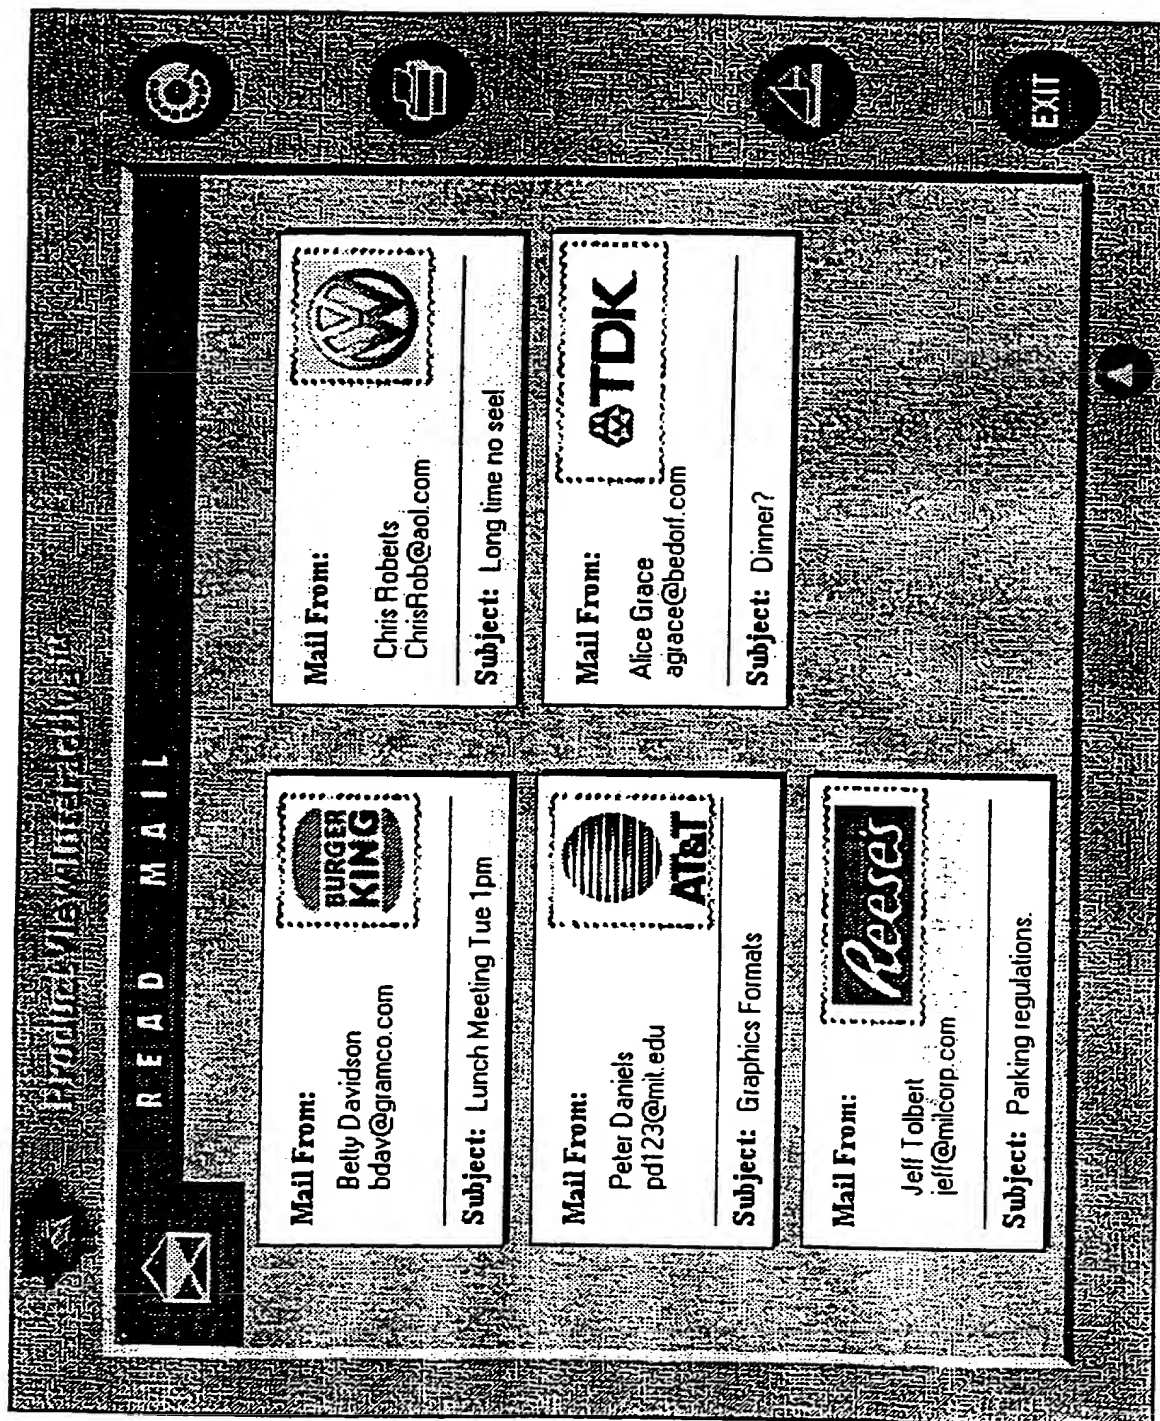 ProductViewInteractive
READ MAIL
Mail From:
Betty Davidson
bdav@gramco.com
BURGER
KING
Subject: Lunch Meeting Tue 1pm
Mail From:
Chris Roberts
ChrisRob@aol.com
Subject: Long time no see!
Mail From:
Peter Daniels
pd123@mit.edu
AT&T
Subject: Graphics Formats
Mail From:
Alice Grace
agrace@bedorf.com
TDK
Subject: Dinner?
Mail From:
Jeff Tolbert
jeff@milcorp.com
Reese's
Subject: Parking regulations.
EXIT